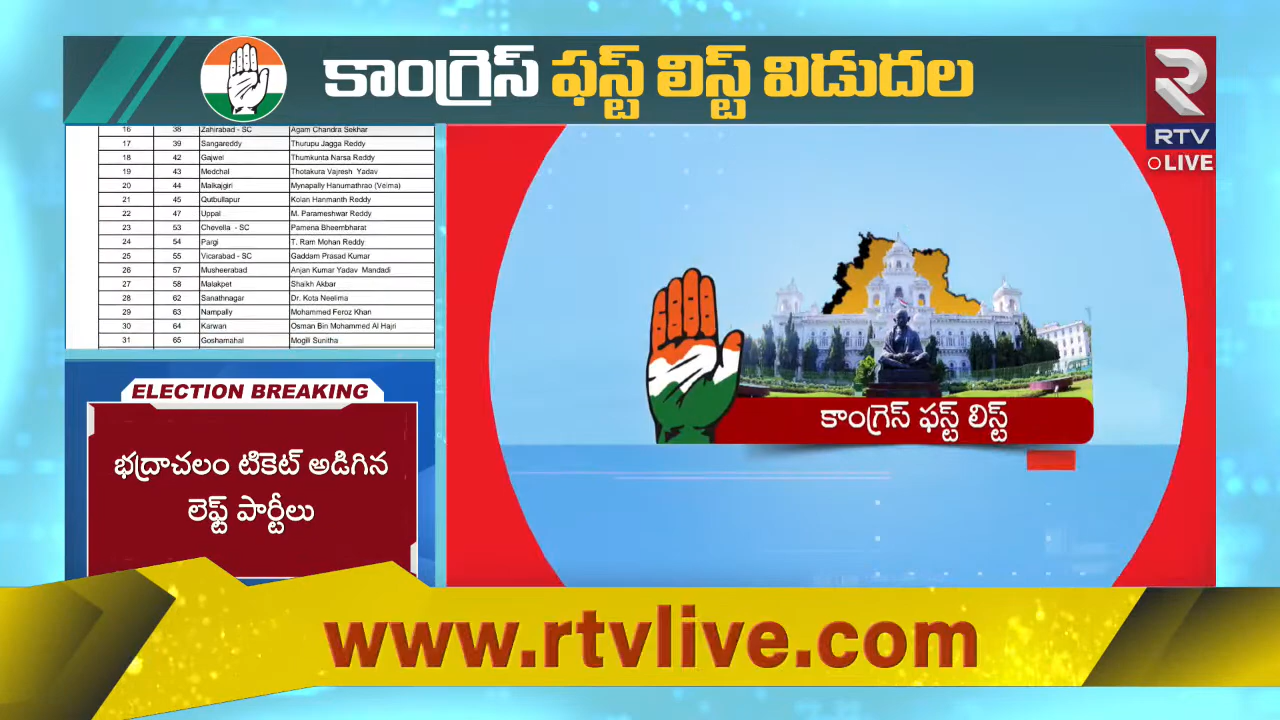 కాంగ్రెస్ ఫస్ట్ లిస్ట్ విడుదల
RTV
LIVE
16 38 Zahirabad - SC Agam Chandra Sekhar
17 39 Sangareddy Thurupu Jagga Reddy
18 42 Gajwel Thumkunta Narsa Reddy
19 43 Medchal Thotakura Vajresh Yadav
20 44 Malkajgiri Mynapally Hanumathrao (Velma)
21 45 Qutbullapur Kolan Hanmanth Reddy
22 47 Uppal M. Parameshwar Reddy
23 53 Chevella - SC Pamena Bheembharat
24 54 Pargi T. Ram Mohan Reddy
25 55 Vicarabad - SC Gaddam Prasad Kumar
26 57 Musheerabad Anjan Kumar Yadav Mandadi
27 58 Malakpet Shaikh Akbar
28 62 Sanathnagar Dr. Kota Neelima
29 63 Nampally Mohammed Feroz Khan
30 64 Karwan Osman Bin Mohammed Al Hajri
31 65 Goshamahal Mogili Sunitha
కాంగ్రెస్ ఫస్ట్ లిస్ట్
ELECTION BREAKING
భద్రాచలం టికెట్ అడిగిన
లెఫ్ట్ పార్టీలు
www.rtvlive.com